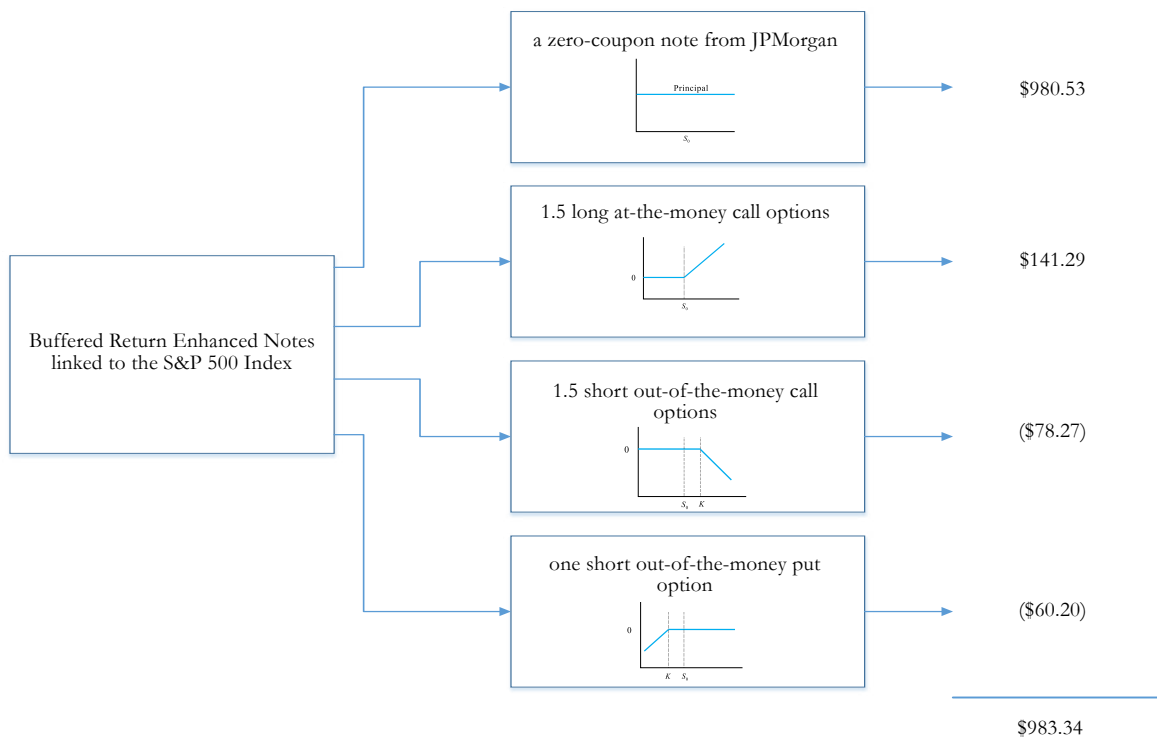 a zero-coupon note from JPMorgan
Principal
S₀
$980.53
1.5 long at-the-money call options
0
S₀
$141.29
Buffered Return Enhanced Notes
linked to the S&P 500 Index
1.5 short out-of-the-money call
options
0
S₀ K
($78.27)
one short out-of-the-money put
option
0
K S₀
($60.20)
$983.34